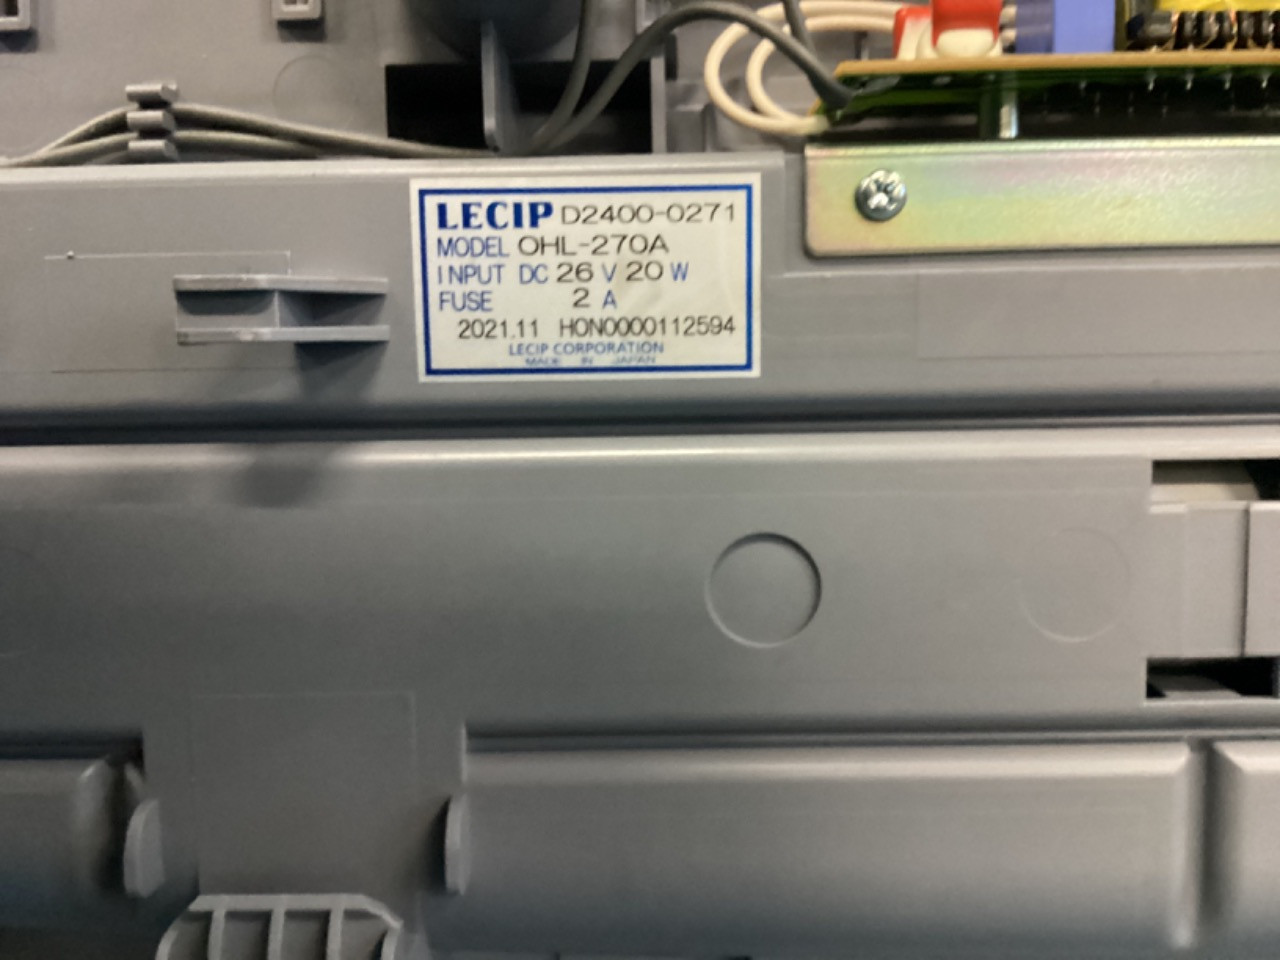 LECIP D2400-0271
MODEL OHL-270A
INPUT DC 26 V 20 W
FUSE 2 A
2021.11 HON0000112594
LECIP CORPORATION
MADE IN JAPAN